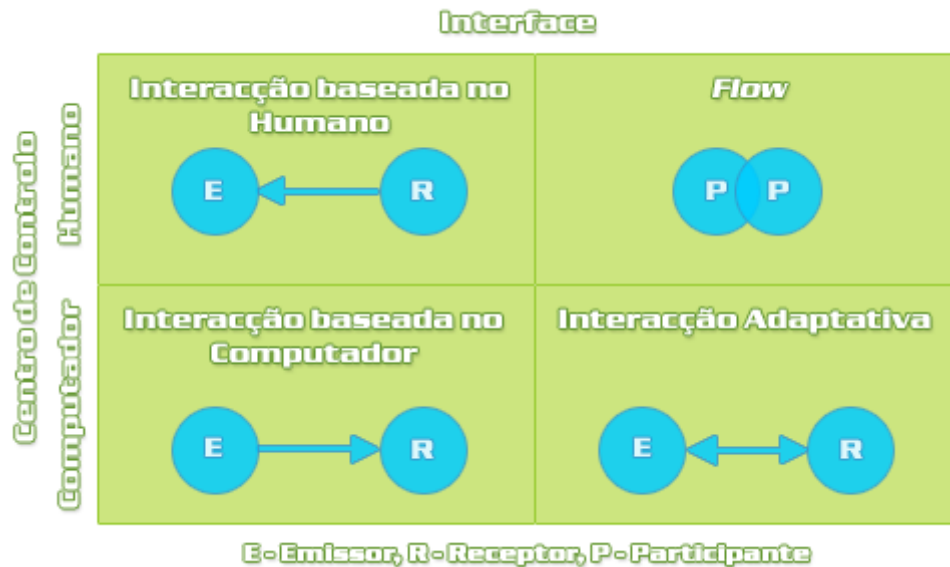 Interface
Centro de Controlo
Humano
Interacção baseada no
Humano
E
R
Flow
P
P
Computador
Interacção baseada no
Computador
E
R
Interacção Adaptativa
E
R
E - Emissor, R - Receptor, P - Participante